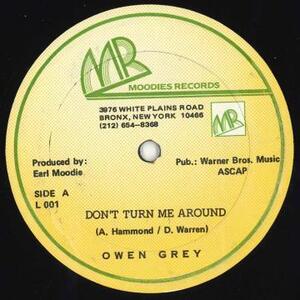 MR
MOODIES RECORDS
3976 WHITE PLAINS ROAD
BRONX, NEW YORK 10466
(212) 654-8368
MR
Produced by:
Earl Moodie
Pub.: Warner Bros. Music
ASCAP
SIDE A
L 001
DON'T TURN ME AROUND
(A. Hammond / D. Warren)
OWEN GREY